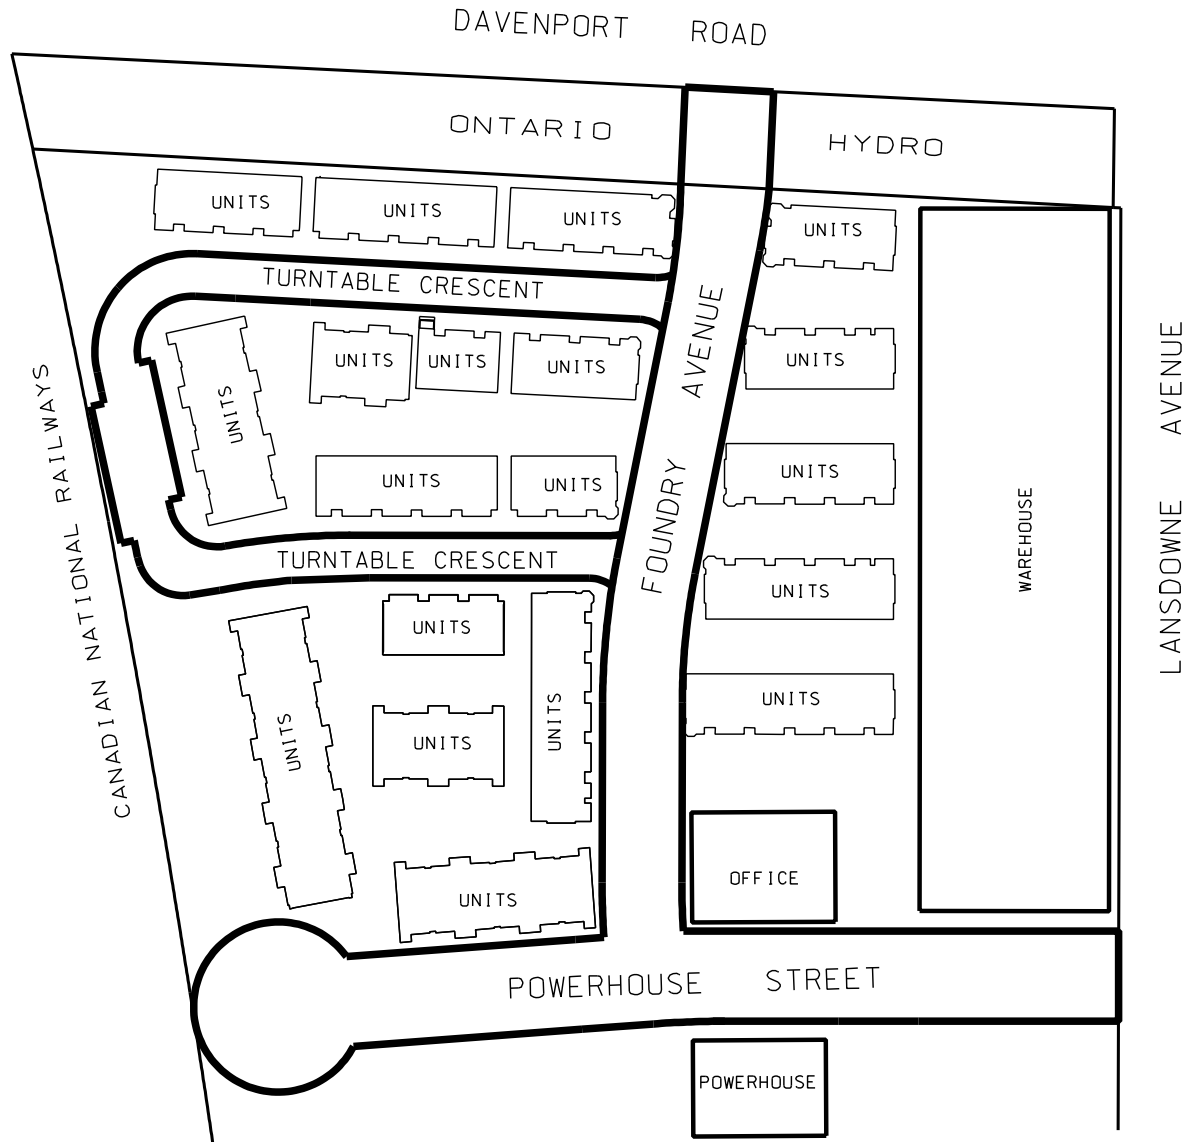 DAVENPORT ROAD
ONTARIO HYDRO
UNITS
UNITS
UNITS
UNITS
TURNTABLE CRESCENT
UNITS
UNITS
UNITS
UNITS
UNITS
UNITS
UNITS
UNITS
FOUNDRY AVENUE
TURNTABLE CRESCENT
CANADIAN NATIONAL RAILWAYS
WAREHOUSE
LANSDOWNE AVENUE
UNITS
UNITS
UNITS
UNITS
UNITS
UNITS
UNITS
OFFICE
UNITS
POWERHOUSE STREET
POWERHOUSE